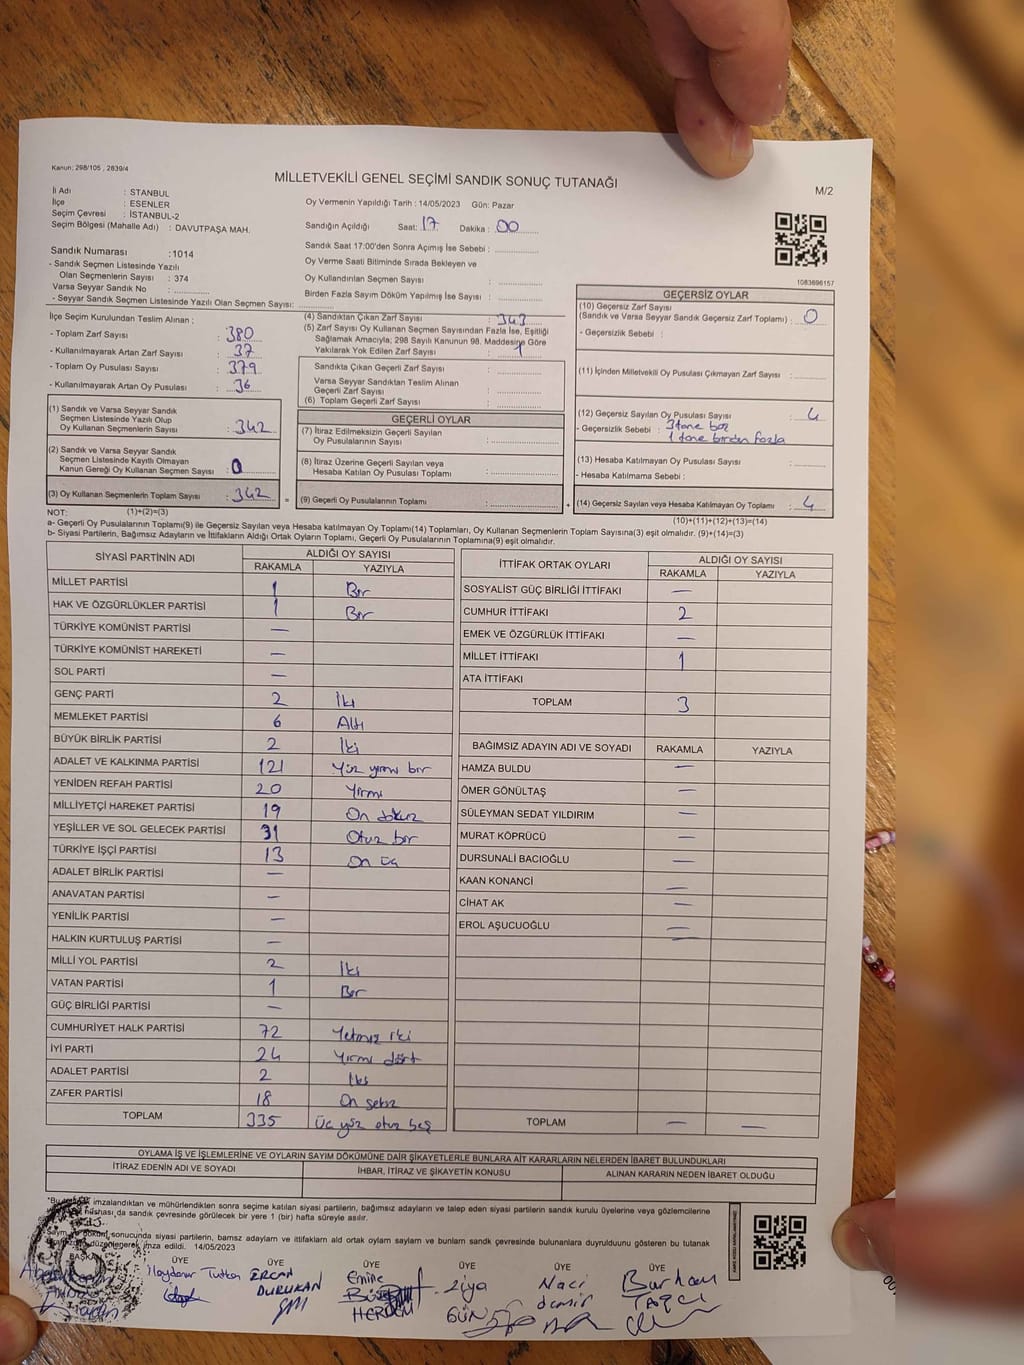 Kanun: 298/105 , 2839/4
MİLLETVEKİLİ GENEL SEÇİMİ SANDIK SONUÇ TUTANAĞI
M/2
İl Adı : STANBUL
İlçe : ESENLER
Seçim Çevresi : İSTANBUL-2
Seçim Bölgesi (Mahalle Adı) : DAVUTPAŞA MAH.
Oy Vermenin Yapıldığı Tarih : 14/05/2023 Gün: Pazar
Sandığın Açıldığı Saat: 17 Dakika : 00
Sandık Saat 17:00'den Sonra Açımış İse Sebebi :
Oy Verme Saati Bitiminde Sırada Bekleyen ve
Oy Kullandırılan Seçmen Sayısı :
Birden Fazla Sayım Döküm Yapılmış İse Sayısı :
Sandık Numarası :1014
- Sandık Seçmen Listesinde Yazılı
Olan Seçmenlerin Sayısı : 374
Varsa Seyyar Sandık No :
- Seyyar Sandık Seçmen Listesinde Yazılı Olan Seçmen Sayısı:
1083696157
İlçe Seçim Kurulundan Teslim Alınan ;
- Toplam Zarf Sayısı : 380
- Kullanılmayarak Artan Zarf Sayısı : 37
- Toplam Oy Pusulası Sayısı : 379
- Kullanılmayarak Artan Oy Pusulası : 36
(1) Sandık ve Varsa Seyyar Sandık
Seçmen Listesinde Yazılı Olup
Oy Kullanan Seçmenlerin Sayısı : 342
(2) Sandık ve Varsa Seyyar Sandık
Seçmen Listesinde Kayıtlı Olmayan
Kanun Gereği Oy Kullanan Seçmen Sayısı : 0
(3) Oy Kullanan Seçmenlerin Toplam Sayısı : 342
(4) Sandıktan Çıkan Zarf Sayısı : 343
(5) Zarf Sayısı Oy Kullanan Seçmen Sayısından Fazla İse, Eşitliği
Sağlamak Amacıyla; 298 Sayılı Kanunun 98. Maddesine Göre
Yakılarak Yok Edilen Zarf Sayısı : 1
Sandıkta Çıkan Geçerli Zarf Sayısı :
Varsa Seyyar Sandıktan Teslim Alınan
Geçerli Zarf Sayısı :
(6) Toplam Geçerli Zarf Sayısı :
GEÇERLİ OYLAR
(7) İtiraz Edilmeksizin Geçerli Sayılan
Oy Pusulalarının Sayısı :
(8) İtiraz Üzerine Geçerli Sayılan veya
Hesaba Katılan Oy Pusulası Toplamı :
= (9) Geçerli Oy Pusulalarının Toplamı :
GEÇERSİZ OYLAR
(10) Geçersiz Zarf Sayısı
(Sandık ve Varsa Seyyar Sandık Geçersiz Zarf Toplamı) : 0
- Geçersizlik Sebebi :
(11) İçinden Milletvekili Oy Pusulası Çıkmayan Zarf Sayısı :
(12) Geçersiz Sayılan Oy Pusulası Sayısı : 4
- Geçersizlik Sebebi : 3 tane boş
1 tane birden fazla
(13) Hesaba Katılmayan Oy Pusulası Sayısı :
- Hesaba Katılmama Sebebi :
+ (14) Geçersiz Sayılan veya Hesaba Katılmayan Oy Toplamı : 4
NOT: (1)+(2)=(3)
(10)+(11)+(12)+(13)=(14)
a- Geçerli Oy Pusulalarının Toplamı(9) ile Geçersiz Sayılan veya Hesaba katılmayan Oy Toplamı(14) Toplamları, Oy Kullanan Seçmenlerin Toplam Sayısına(3) eşit olmalıdır. (9)+(14)=(3)
b- Siyasi Partilerin, Bağımsız Adayların ve İttifakların Aldığı Ortak Oyların Toplamı, Geçerli Oy Pusulalarının Toplamına(9) eşit olmalıdır.
SİYASİ PARTİNİN ADI ALDIĞI OY SAYISI
RAKAMLA YAZIYLA
MİLLET PARTİSİ 1 Bir
HAK VE ÖZGÜRLÜKLER PARTİSİ 1 Bir
TÜRKİYE KOMÜNİST PARTİSİ —
TÜRKİYE KOMÜNİST HAREKETİ —
SOL PARTİ —
GENÇ PARTİ 2 İki
MEMLEKET PARTİSİ 6 Altı
BÜYÜK BİRLİK PARTİSİ 2 İki
ADALET VE KALKINMA PARTİSİ 121 Yüz yirmi bir
YENİDEN REFAH PARTİSİ 20 Yirmi
MİLLİYETÇİ HAREKET PARTİSİ 19 On dokuz
YEŞİLLER VE SOL GELECEK PARTİSİ 31 Otuz bir
TÜRKİYE İŞÇİ PARTİSİ 13 On üç
ADALET BİRLİK PARTİSİ —
ANAVATAN PARTİSİ —
YENİLİK PARTİSİ —
HALKIN KURTULUŞ PARTİSİ —
MİLLİ YOL PARTİSİ 2 İki
VATAN PARTİSİ 1 Bir
GÜÇ BİRLİĞİ PARTİSİ —
CUMHURİYET HALK PARTİSİ 72 Yetmiş iki
İYİ PARTİ 24 Yirmi dört
ADALET PARTİSİ 2 İki
ZAFER PARTİSİ 18 On sekiz
TOPLAM 335 Üç yüz otuz beş
İTTİFAK ORTAK OYLARI ALDIĞI OY SAYISI
RAKAMLA YAZIYLA
SOSYALİST GÜÇ BİRLİĞİ İTTİFAKI —
CUMHUR İTTİFAKI 2
EMEK VE ÖZGÜRLÜK İTTİFAKI —
MİLLET İTTİFAKI 1
ATA İTTİFAKI
TOPLAM 3
BAĞIMSIZ ADAYIN ADI VE SOYADI RAKAMLA YAZIYLA
HAMZA BULDU —
ÖMER GÖNÜLTAŞ —
SÜLEYMAN SEDAT YILDIRIM —
MURAT KÖPRÜCÜ —
DURSUNALİ BACIOĞLU —
KAAN KONANCİ —
CİHAT AK —
EROL AŞUCUOĞLU —
TOPLAM — —
OYLAMA İŞ VE İŞLEMLERİNE VE OYLARIN SAYIM DÖKÜMÜNE DAİR ŞİKAYETLERLE BUNLARA AİT KARARLARIN NELERDEN İBARET BULUNDUKLARI
İTİRAZ EDENİN ADI VE SOYADI İHBAR, İTİRAZ VE ŞİKAYETİN KONUSU ALINAN KARARIN NEDEN İBARET OLDUĞU
imzalandıktan ve mühürlendikten sonra seçime katılan siyasi partilerin, bağımsız adayların ve talep eden siyasi partilerin sandık kurulu üyelerine veya gözlemcilerine
nüshası da sandık çevresinde görülecek bir yere 1 (bir) hafta süreyle asılır.
sonucunda siyasi partilerin, bamsz adayların ve ittifakların ald ortak oylam saylam ve bunlarn sandk çevresinde bulunanlara duyruldduunu gösteren bu tutanak
düzenlenerek imza edildi. 14/05/2023
BAŞKAN ÜYE ÜYE ÜYE ÜYE ÜYE ÜYE
Haydar Tutkan ERCAN DURUKAN Emine Ziya GÜN Naci demir Burhan TAŞÇI